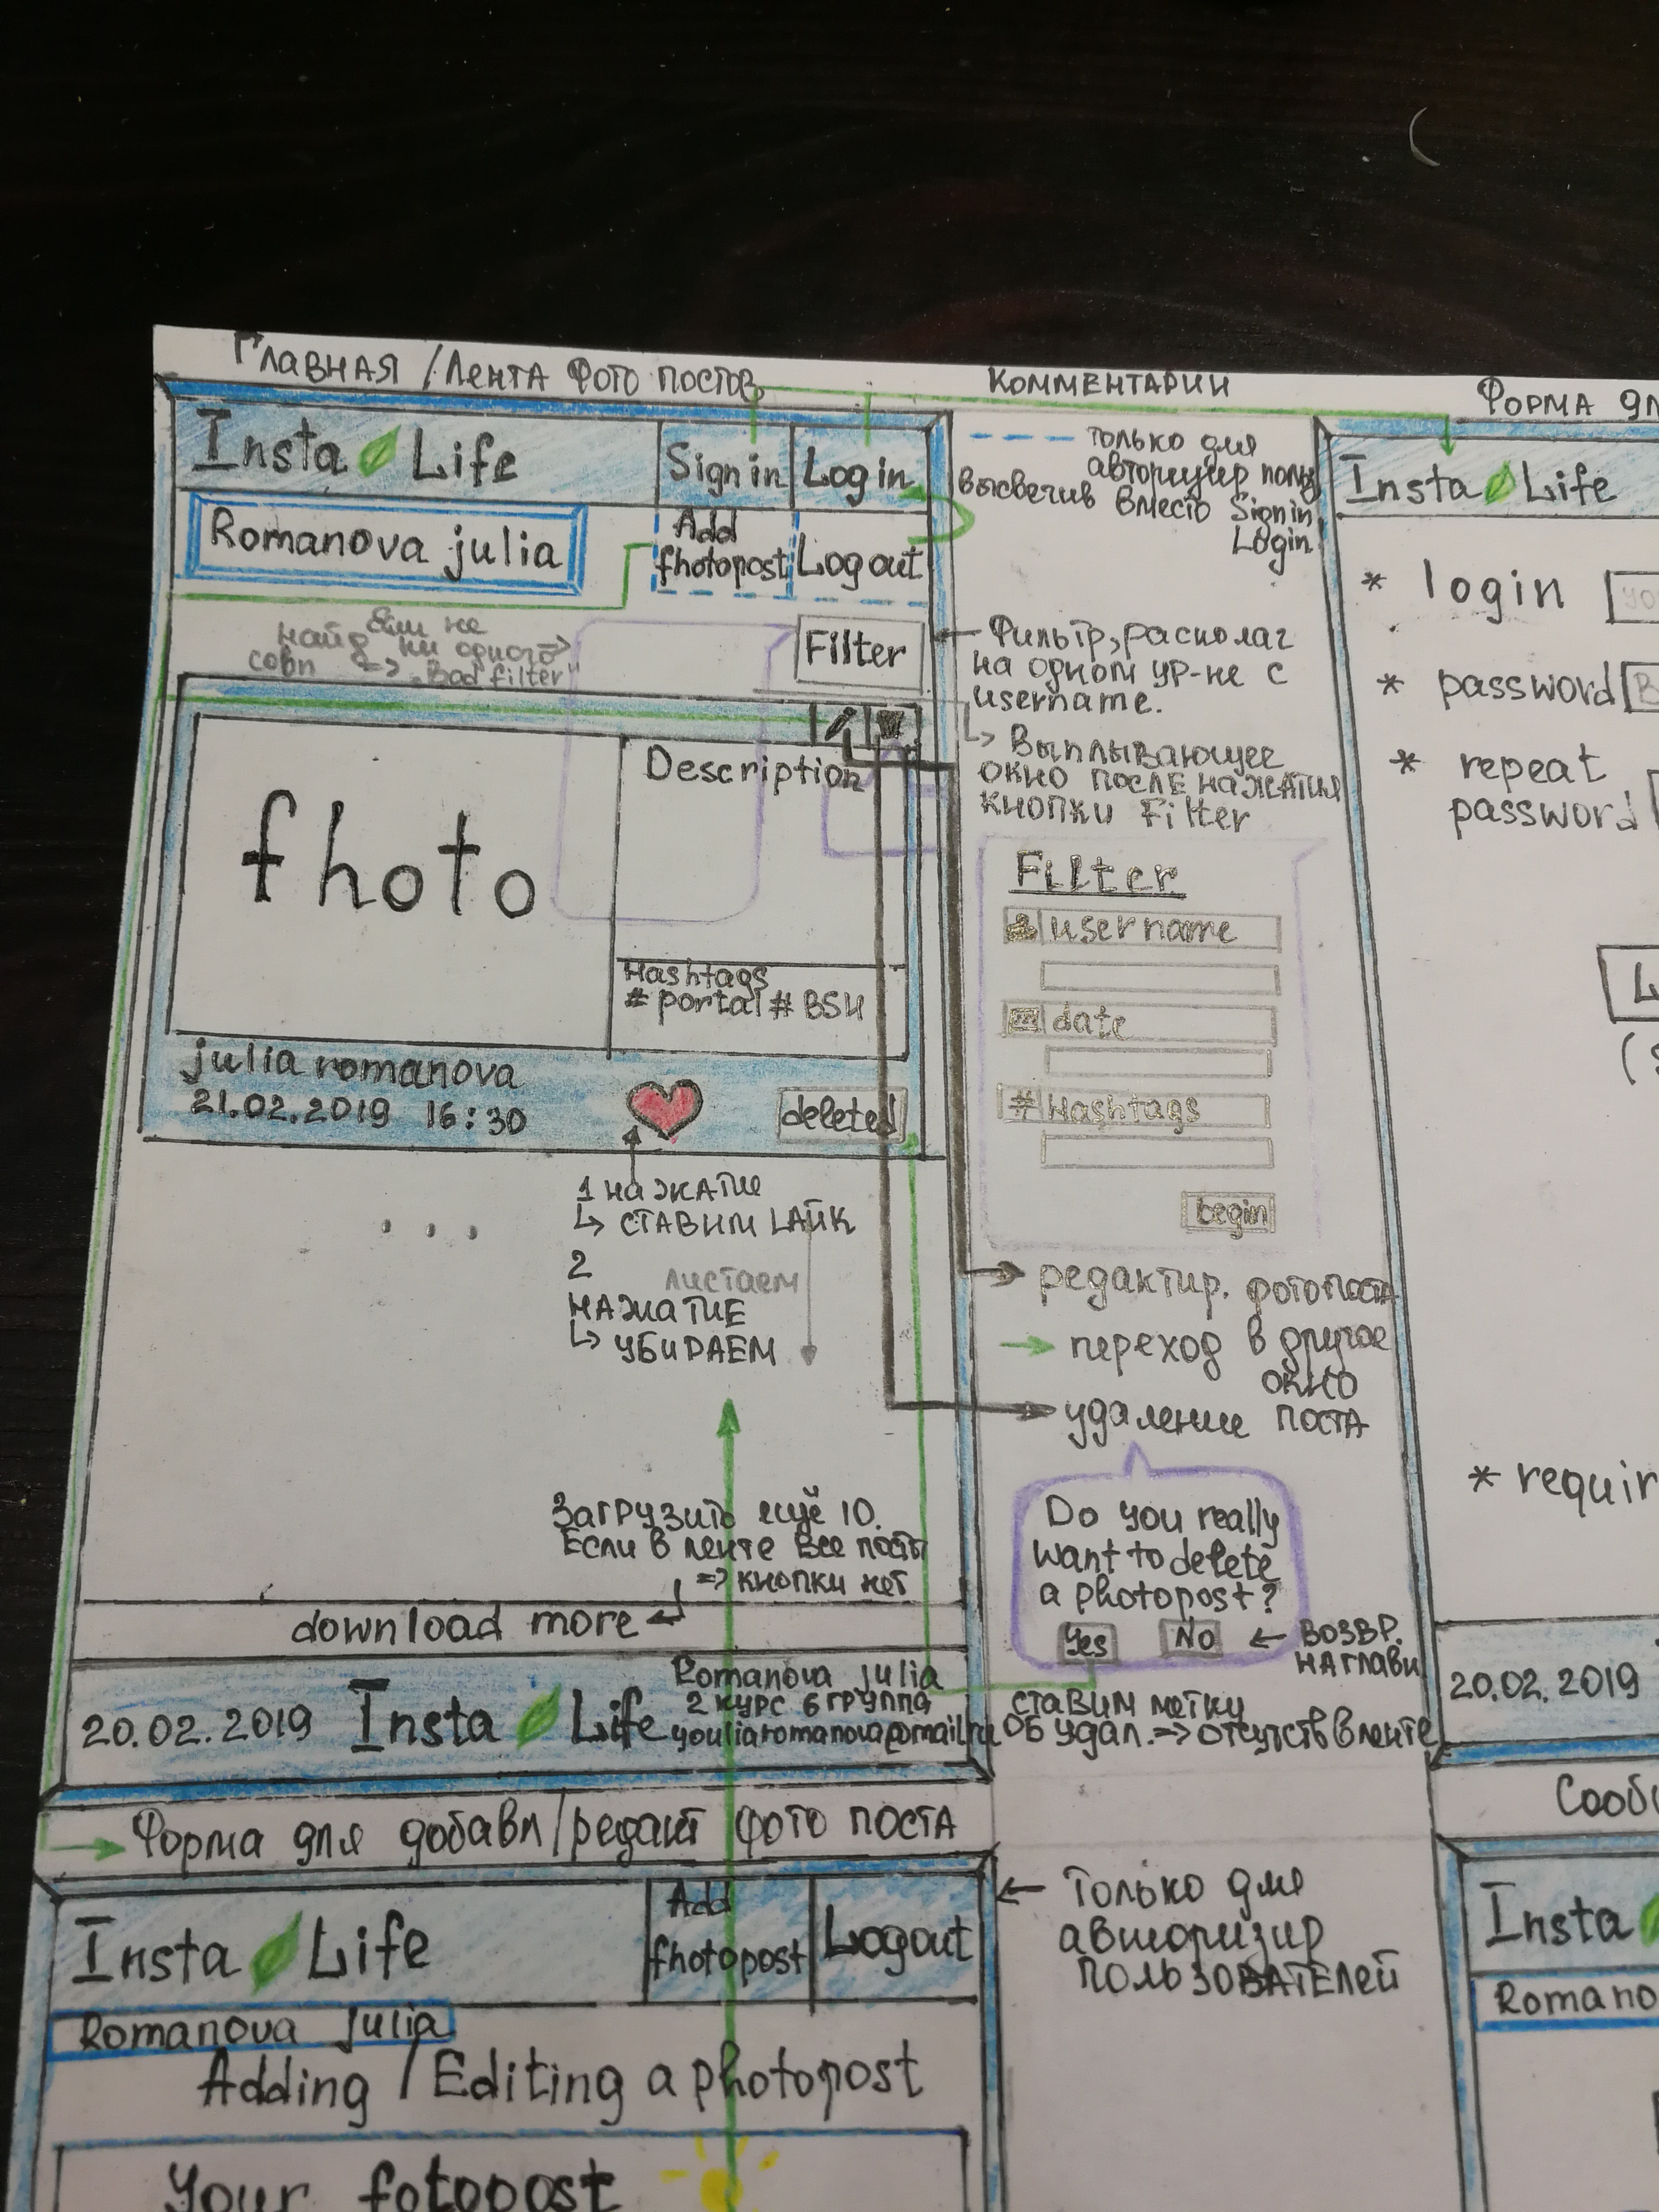 Главная / Лента фото постов
Insta Life
Sign in
Log in
Romanova julia
Add
fhotopost
Log out
Если не
найд ни одного
совп => "Bad filter"
Filter
fhoto
Description
Hashtags
# portal # BSU
julia romanova
21.02.2019 16:30
deleted
1 нажатие
↳ ставим лайк
2
нажатие
↳ убираем
листаем
...
Загрузить ещё 10.
Если в ленте все посты
=> кнопки нет
download more
20.02.2019
Insta Life
Romanova julia
2 курс 6 группа
youliaromanova@mail.ru
Комментарии
только для
авторизир польз
высвечив вместо Sign in
Login
Фильтр, располаг
на одном ур-не с
username.
↳ Выплывающее
окно после нажатия
кнопки Filter
Filter
username
date
# Hashtags
begin
редактир. фотопоста
→ переход в другое
окно
удаление поста
Do you really
want to delete
a photopost?
Yes
No
← возвр.
на главн
ставим метку
об удал. => отсутств в ленте
Форма дл
Insta Life
* login
yo
* password
B
* repeat
password
L
(s
* requir
20.02.2019
→ Форма для добавл/редакт фото поста
Insta Life
Add
fhotopost
Logout
Romanova julia
Adding / Editing a photopost
Your fotopost
← Только для
авторизир
пользователей
Сооб
Insta
Romano